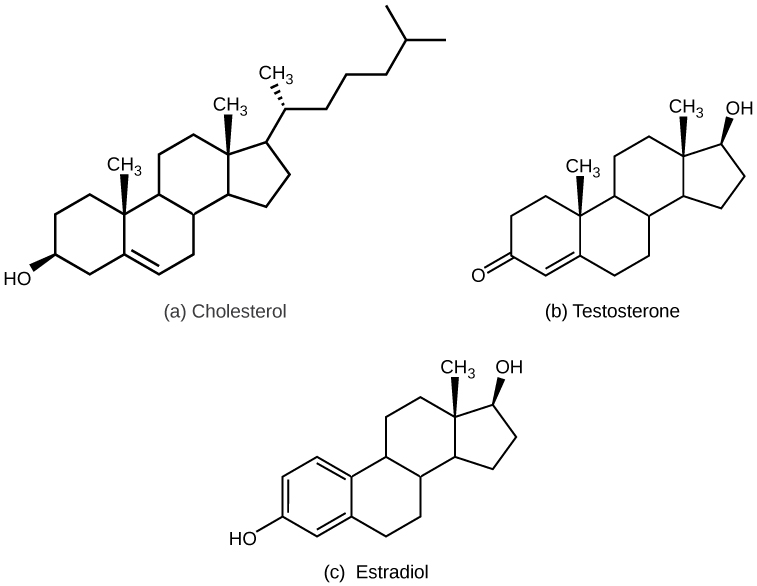 CH₃
CH₃
CH₃
HO
(a) Cholesterol
CH₃
OH
CH₃
O
(b) Testosterone
CH₃
OH
HO
(c) Estradiol